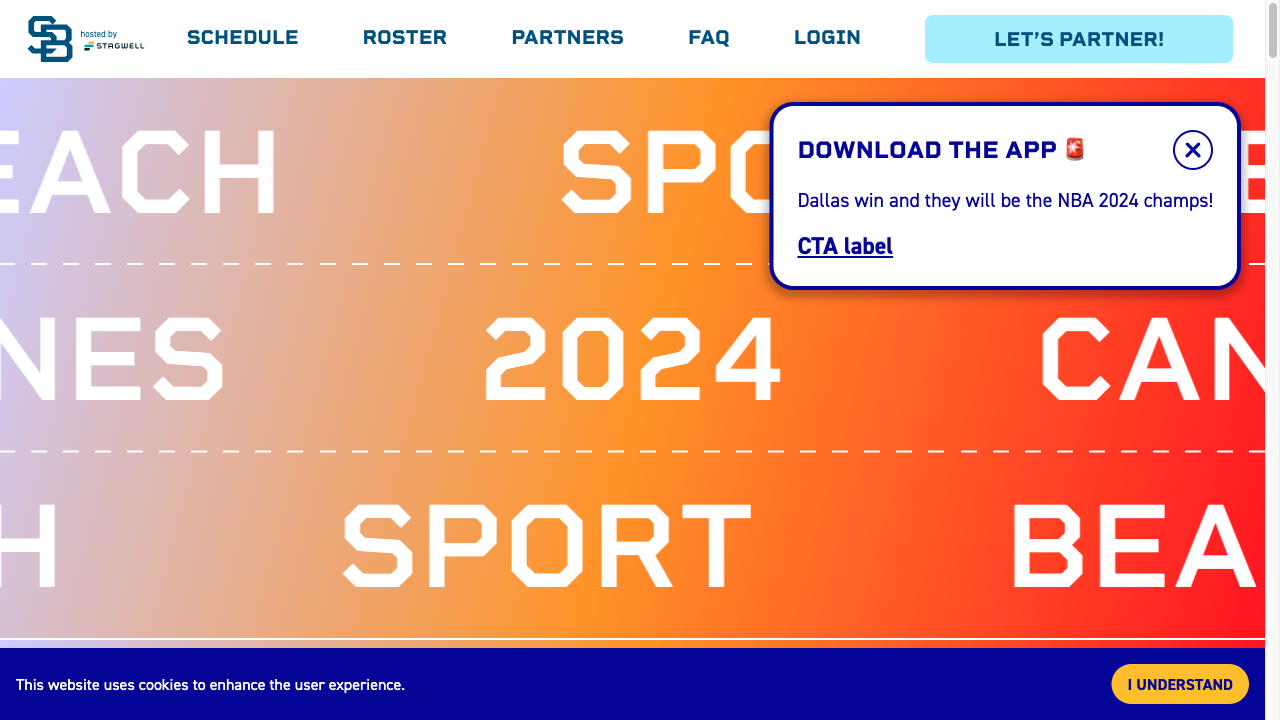 SB hosted by
STAGWELL
SCHEDULE ROSTER PARTNERS FAQ LOGIN LET'S PARTNER!
DOWNLOAD THE APP 🚨
Dallas win and they will be the NBA 2024 champs!
CTA label
EACH SPO E
NES 2024 CAN
H SPORT BEA
This website uses cookies to enhance the user experience.
I UNDERSTAND